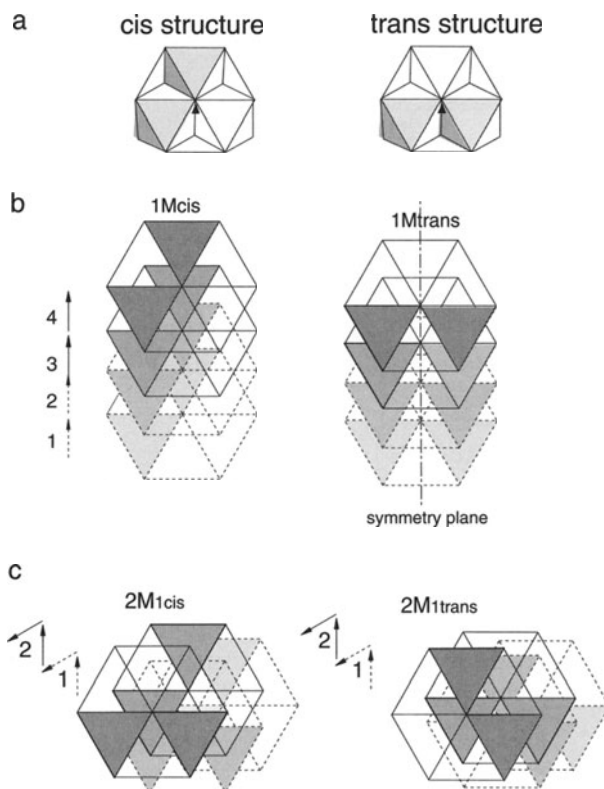 a
cis structure
trans structure
b
1Mcis
1Mtrans
4
3
2
1
symmetry plane
c
2M1cis
2
1
2M1trans
2
1